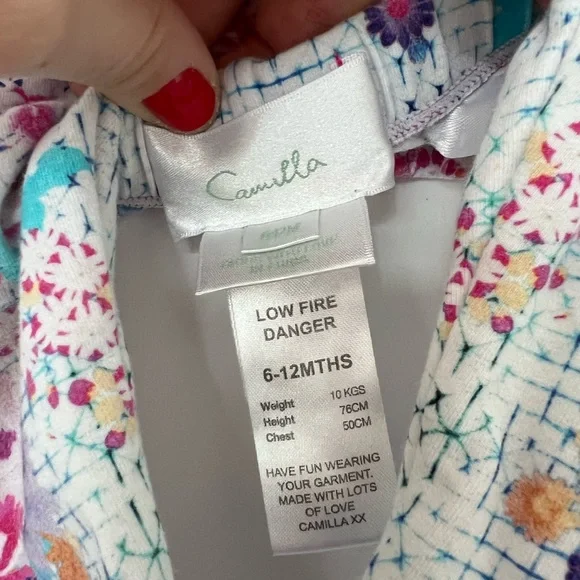 Camilla
LOW FIRE
DANGER
6-12MTHS
Weight 10 KGS
Height 76CM
Chest 50CM
HAVE FUN WEARING
YOUR GARMENT.
MADE WITH LOTS
OF LOVE
CAMILLA XX